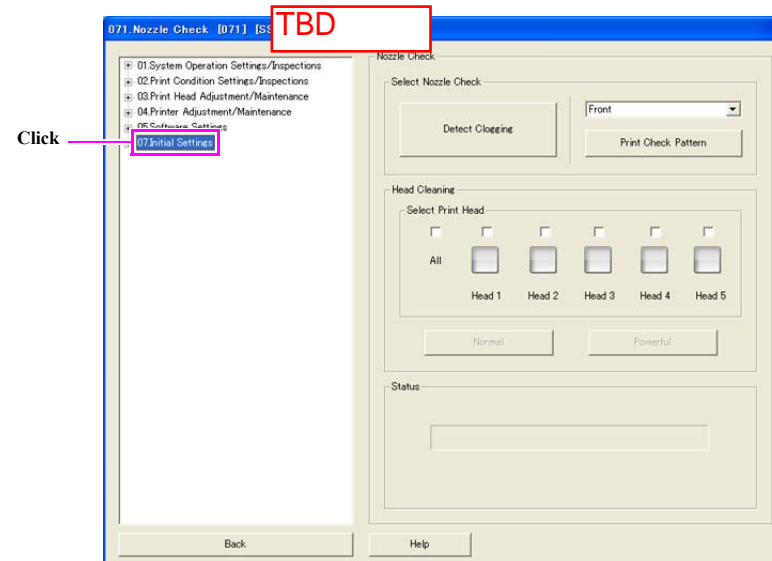 071.Nozzle Check [071] [SS
TBD
01.System Operation Settings/Inspections
02.Print Condition Settings/Inspections
03.Print Head Adjustment/Maintenance
04.Printer Adjustment/Maintenance
05.Software Settings
07.Initial Settings
Click
Nozzle Check
Select Nozzle Check
Detect Clogging
Front
Print Check Pattern
Head Cleaning
Select Print Head
All
Head 1 Head 2 Head 3 Head 4 Head 5
Normal Powerful
Status
Back Help